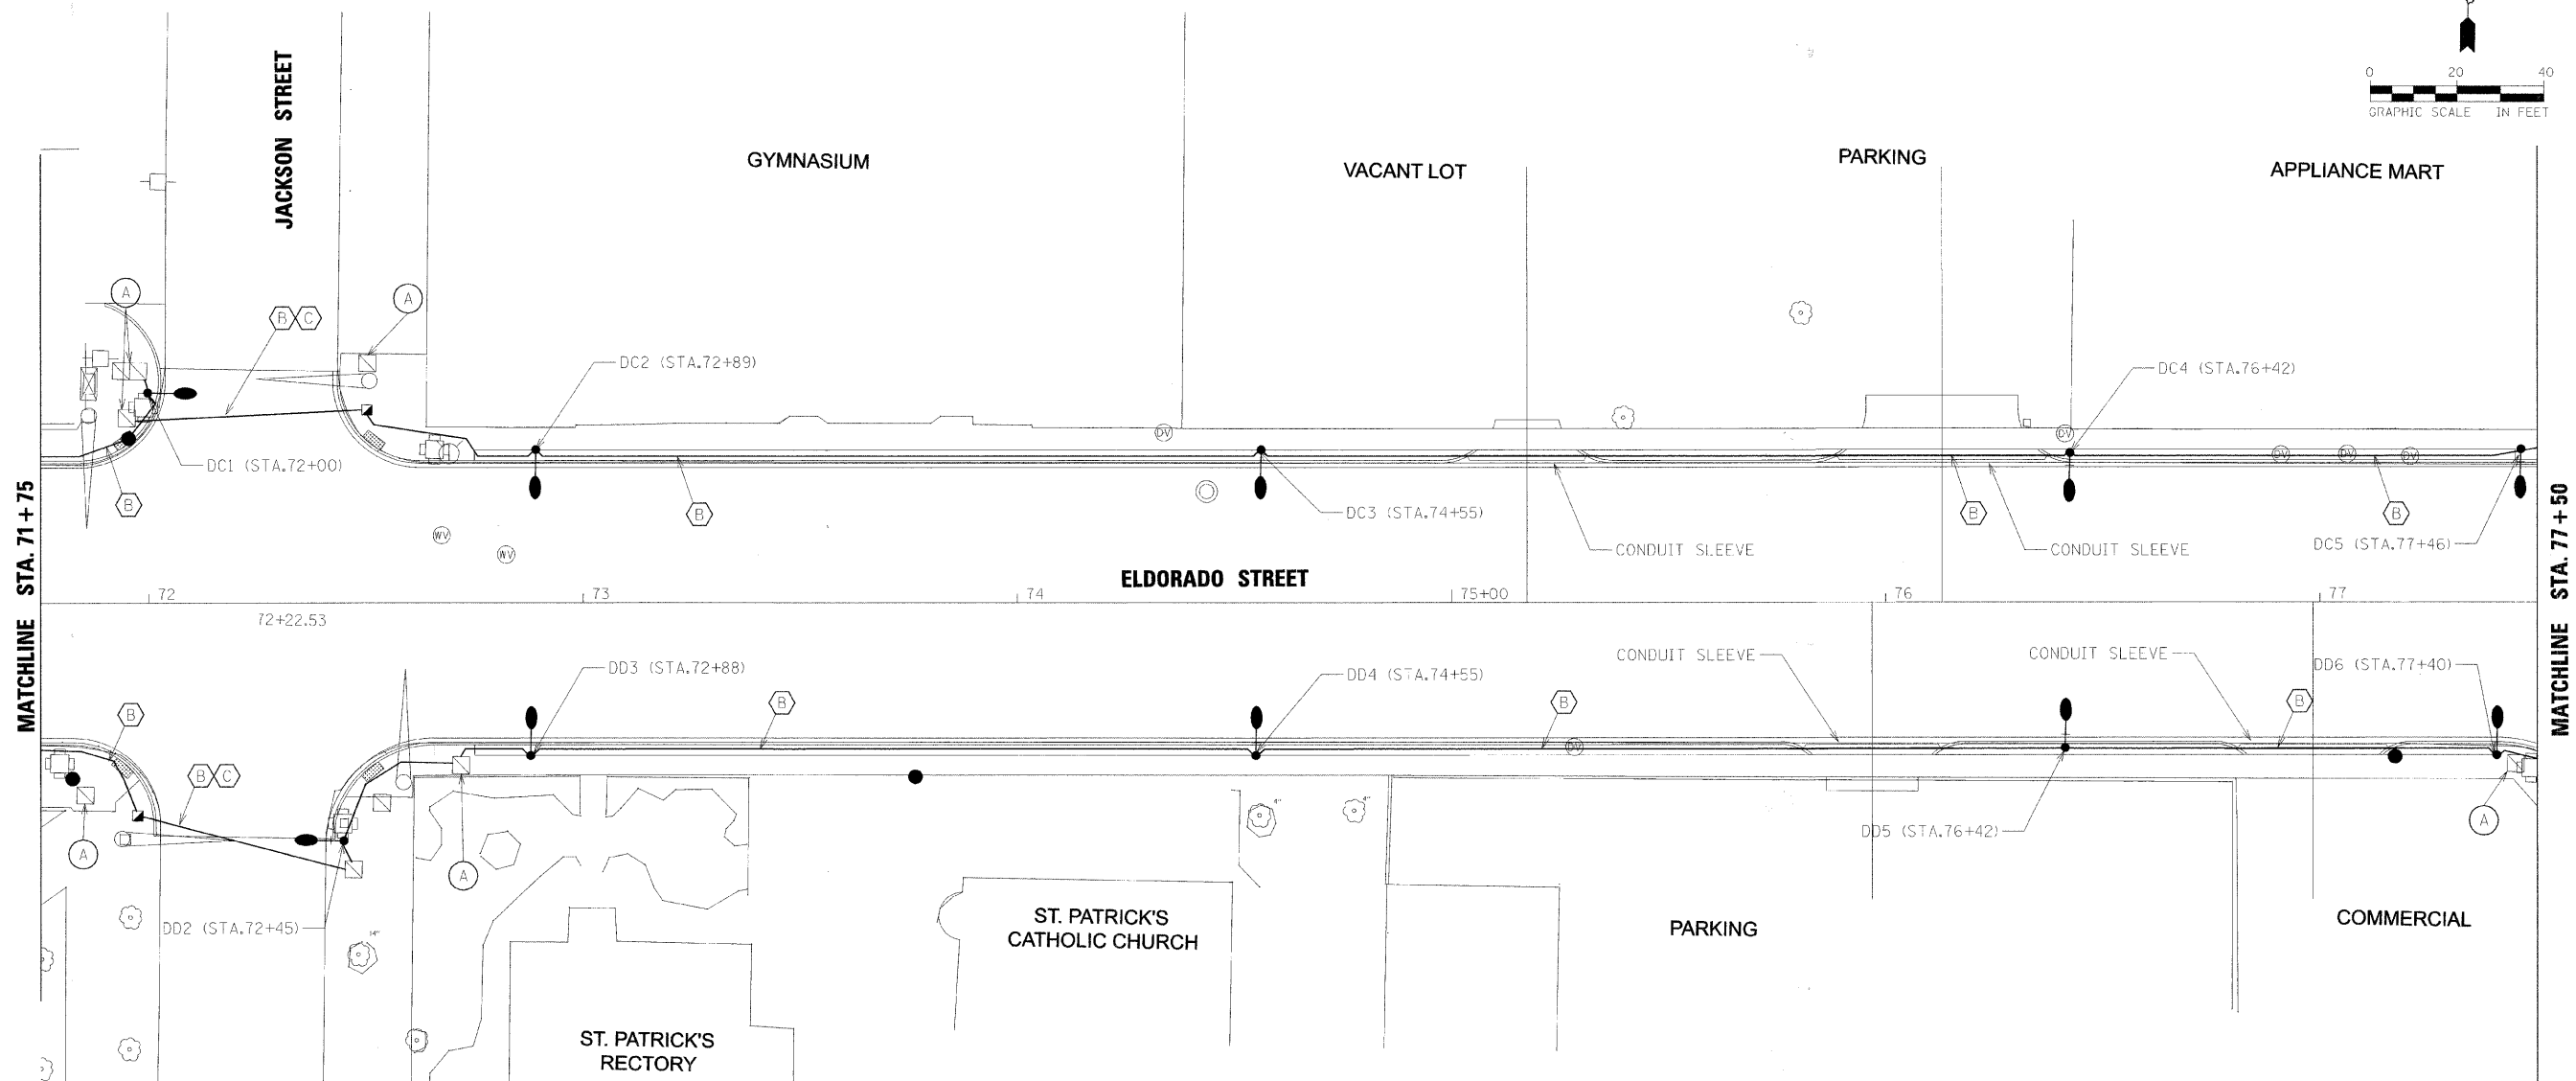 0 20 40
GRAPHIC SCALE IN FEET
JACKSON STREET
GYMNASIUM
VACANT LOT
PARKING
APPLIANCE MART
A
A
B C
DC2 (STA.72+89)
DC4 (STA.76+42)
DV
DV
DC1 (STA.72+00)
DV
DV
DV
B
B
DC3 (STA.74+55)
B
B
WV
WV
CONDUIT SLEEVE
CONDUIT SLEEVE
DC5 (STA.77+46)
MATCHLINE STA. 71+75
MATCHLINE STA. 77+50
ELDORADO STREET
72
73
74
75+00
76
77
72+22.53
DD3 (STA.72+88)
DD4 (STA.74+55)
CONDUIT SLEEVE
CONDUIT SLEEVE
DD6 (STA.77+40)
B
B
B
B
DV
B C
A
A
A
4"
4"
DD5 (STA.76+42)
DD2 (STA.72+45)
14"
ST. PATRICK'S
CATHOLIC CHURCH
PARKING
COMMERCIAL
ST. PATRICK'S
RECTORY